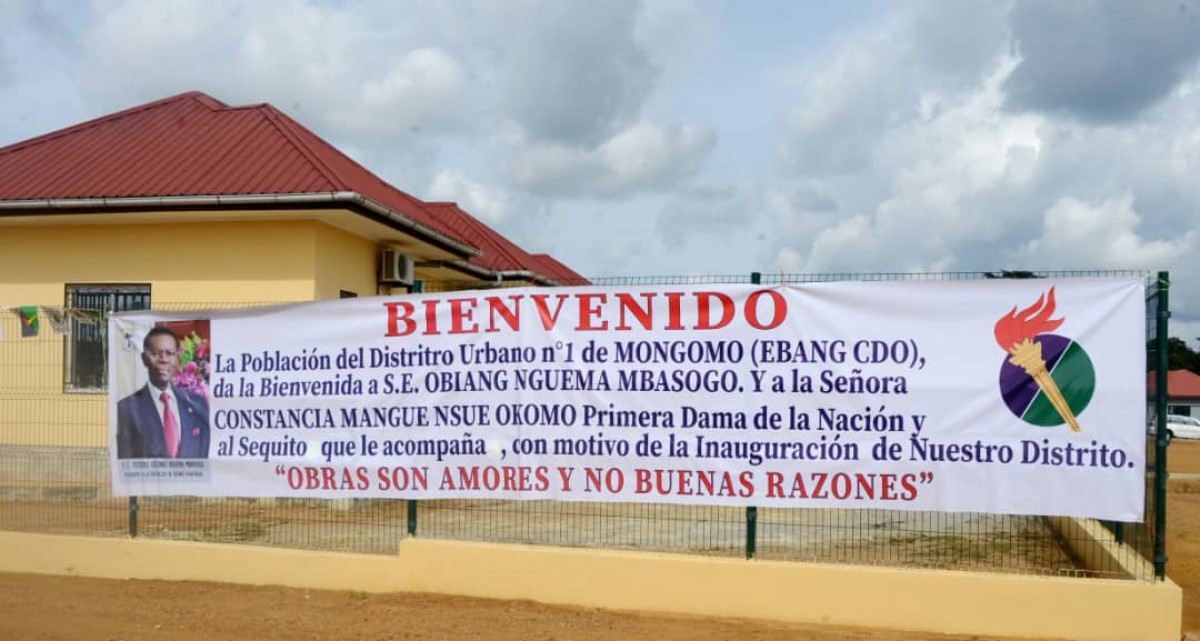 BIENVENIDO
La Población del Distritro Urbano n°1 de MONGOMO (EBANG CDO),
da la Bienvenida a S.E. OBIANG NGUEMA MBASOGO. Y a la Señora
CONSTANCIA MANGUE NSUE OKOMO Primera Dama de la Nación y
al Sequito que le acompaña , con motivo de la Inauguración de Nuestro Distrito.
"OBRAS SON AMORES Y NO BUENAS RAZONES"